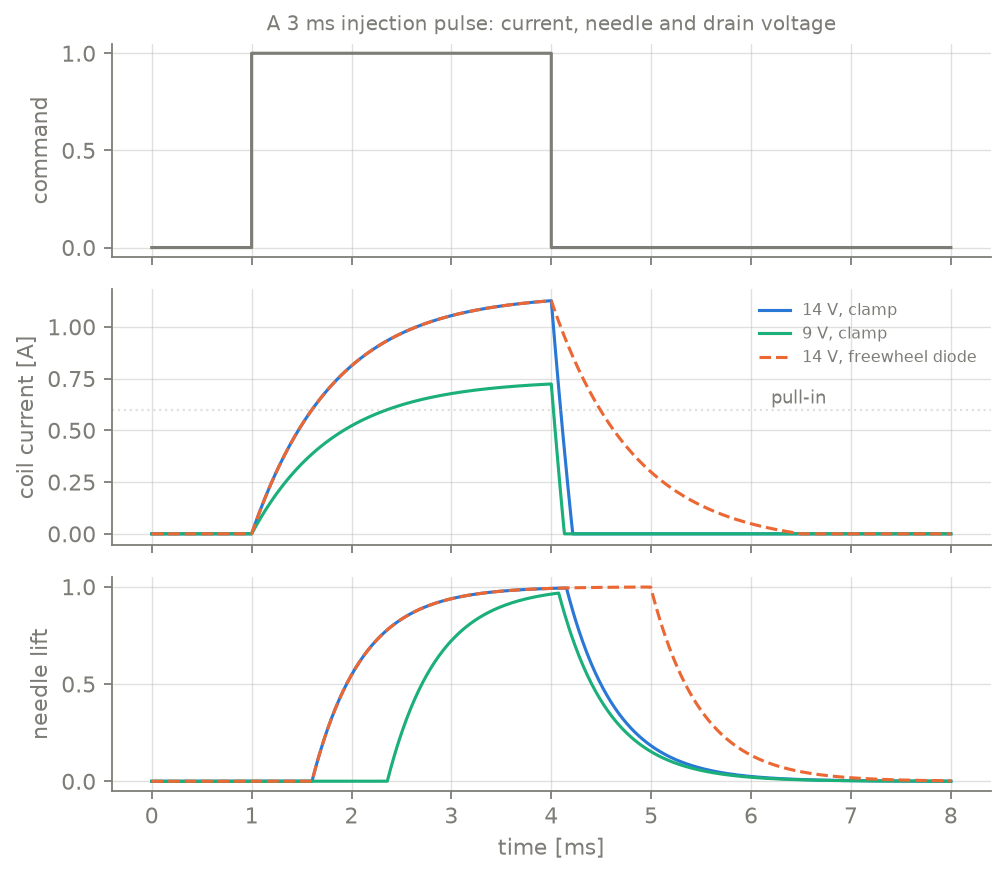 A 3 ms injection pulse: current, needle and drain voltage
command
1.0
0.5
0.0
coil current [A]
1.00
0.75
0.50
0.25
0.00
14 V, clamp
9 V, clamp
14 V, freewheel diode
pull-in
needle lift
1.0
0.5
0.0
0 1 2 3 4 5 6 7 8
time [ms]